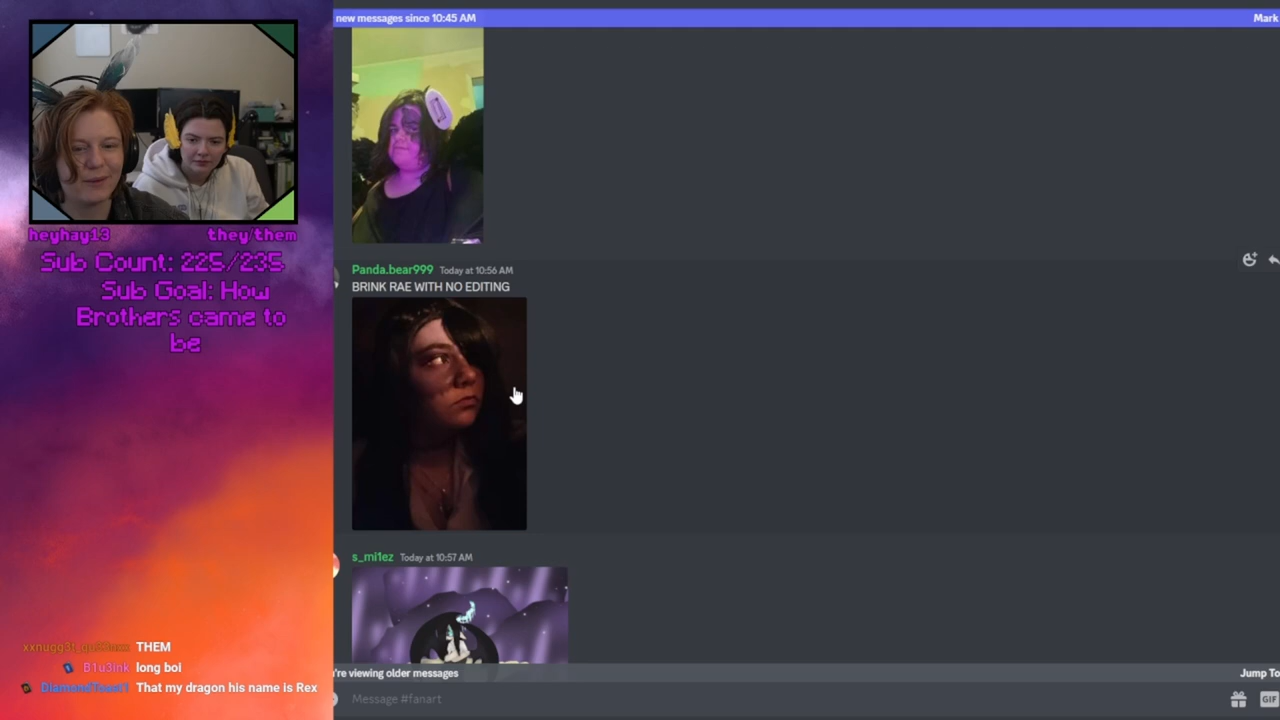 heyhay13 they/them
Sub Count: 225/235
Sub Goal: How
Brothers came to
be
THEM
B1u3ink long boi
That my dragon his name is Rex
new messages since 10:45 AM Mark
Panda.bear999 Today at 10:56 AM
BRINK RAE WITH NO EDITING
s_mi1ez Today at 10:57 AM
're viewing older messages Jump To
Message #fanart GIF